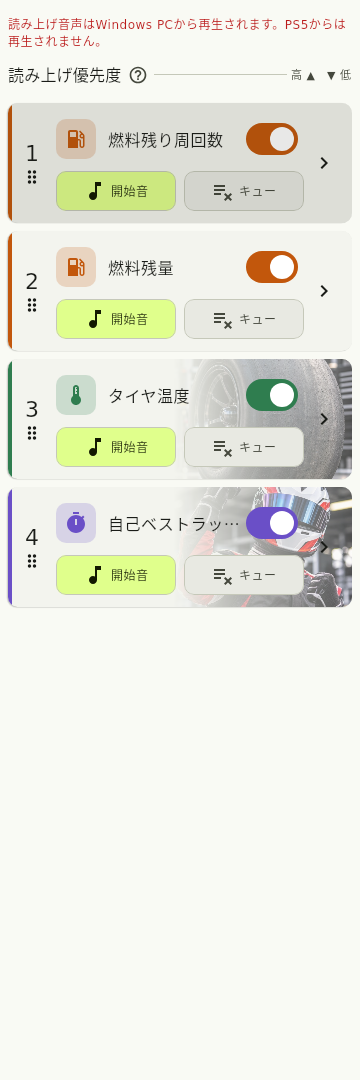 読み上げ音声はWindows PCから再生されます。PS5からは
再生されません。
読み上げ優先度 高 ▲ ▼ 低
1 燃料残り周回数
開始音 キュー
2 燃料残量
開始音 キュー
3 タイヤ温度
開始音 キュー
4 自己ベストラッ…
開始音 キュー